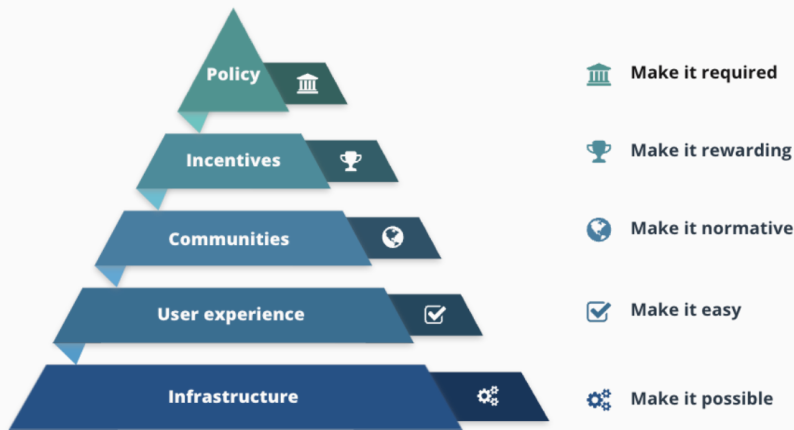 Policy
Make it required
Incentives
Make it rewarding
Communities
Make it normative
User experience
Make it easy
Infrastructure
Make it possible